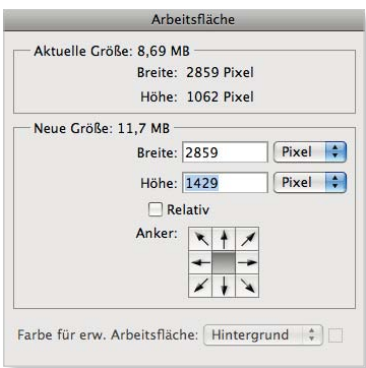 Arbeitsfläche
Aktuelle Größe: 8,69 MB
Breite: 2859 Pixel
Höhe: 1062 Pixel
Neue Größe: 11,7 MB
Breite: 2859 Pixel
Höhe: 1429 Pixel
Relativ
Anker:
Farbe für erw. Arbeitsfläche: Hintergrund